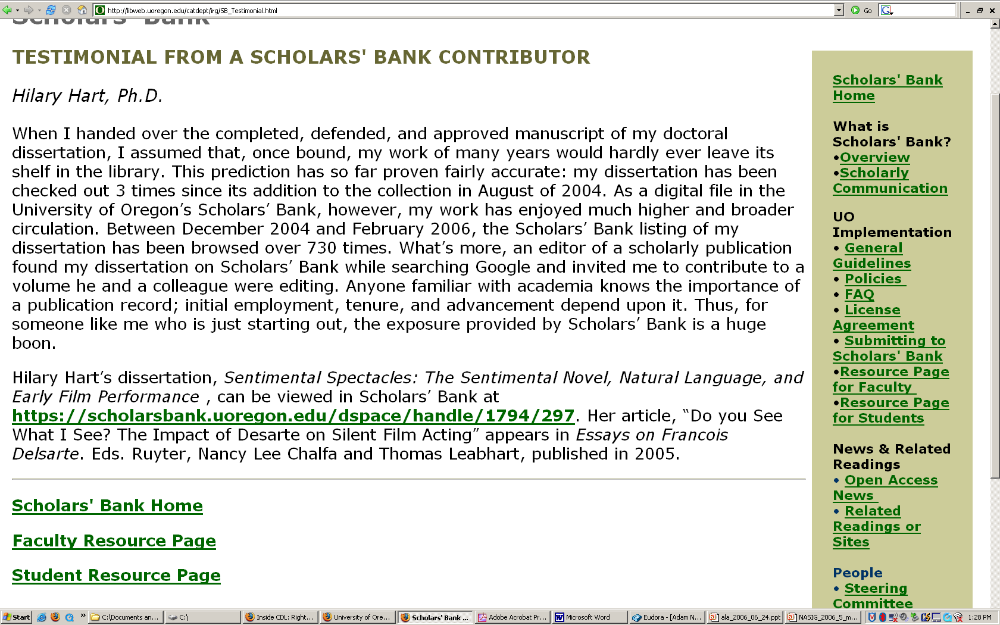 http://libweb.uoregon.edu/catdept/irg/SB_Testimonial.html
Go
Scholars' Bank
TESTIMONIAL FROM A SCHOLARS' BANK CONTRIBUTOR
Hilary Hart, Ph.D.
When I handed over the completed, defended, and approved manuscript of my doctoral
dissertation, I assumed that, once bound, my work of many years would hardly ever leave its
shelf in the library. This prediction has so far proven fairly accurate: my dissertation has been
checked out 3 times since its addition to the collection in August of 2004. As a digital file in the
University of Oregon’s Scholars’ Bank, however, my work has enjoyed much higher and broader
circulation. Between December 2004 and February 2006, the Scholars’ Bank listing of my
dissertation has been browsed over 730 times. What’s more, an editor of a scholarly publication
found my dissertation on Scholars’ Bank while searching Google and invited me to contribute to a
volume he and a colleague were editing. Anyone familiar with academia knows the importance of
a publication record; initial employment, tenure, and advancement depend upon it. Thus, for
someone like me who is just starting out, the exposure provided by Scholars’ Bank is a huge
boon.
Hilary Hart’s dissertation, Sentimental Spectacles: The Sentimental Novel, Natural Language, and
Early Film Performance , can be viewed in Scholars’ Bank at
https://scholarsbank.uoregon.edu/dspace/handle/1794/297. Her article, “Do you See
What I See? The Impact of Desarte on Silent Film Acting” appears in Essays on Francois
Delsarte. Eds. Ruyter, Nancy Lee Chalfa and Thomas Leabhart, published in 2005.
Scholars' Bank Home
Faculty Resource Page
Student Resource Page
Scholars' Bank
Home
What is
Scholars' Bank?
•Overview
•Scholarly
Communication
UO
Implementation
• General
Guidelines
• Policies
• FAQ
• License
Agreement
• Submitting to
Scholars' Bank
•Resource Page
for Faculty
•Resource Page
for Students
News & Related
Readings
• Open Access
News
• Related
Readings or
Sites
People
• Steering
Committee
Start
C:\Documents an...
C:\
Inside CDL: Right...
University of Ore...
Scholars' Bank ...
Adobe Acrobat Pr...
Microsoft Word
Eudora - [Adam N...
ala_2006_06_24.ppt
NASIG_2006_5_m...
1:28 PM